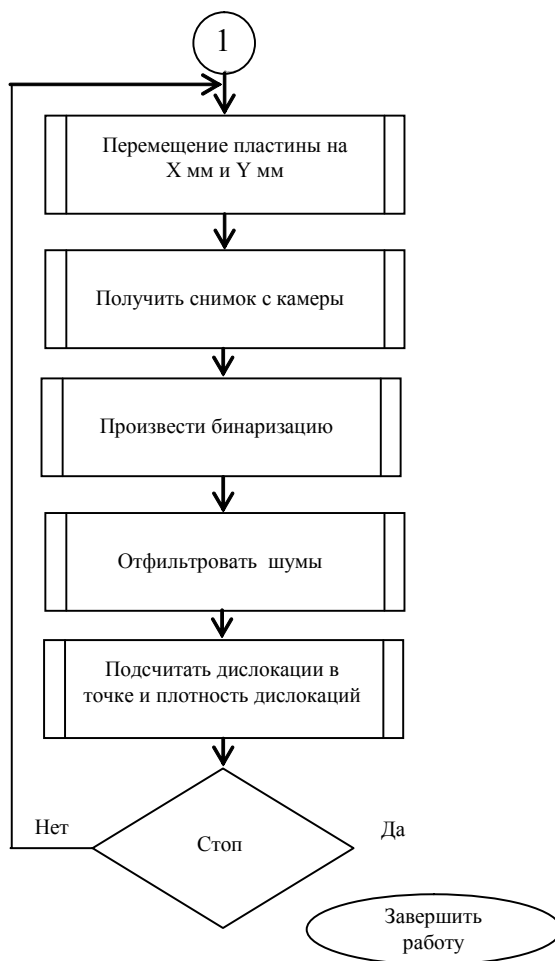 1
Перемещение пластины на
X мм и Y мм
Получить снимок с камеры
Произвести бинаризацию
Отфильтровать шумы
Подсчитать дислокации в
точке и плотность дислокаций
Нет
Стоп
Да
Завершить
работу